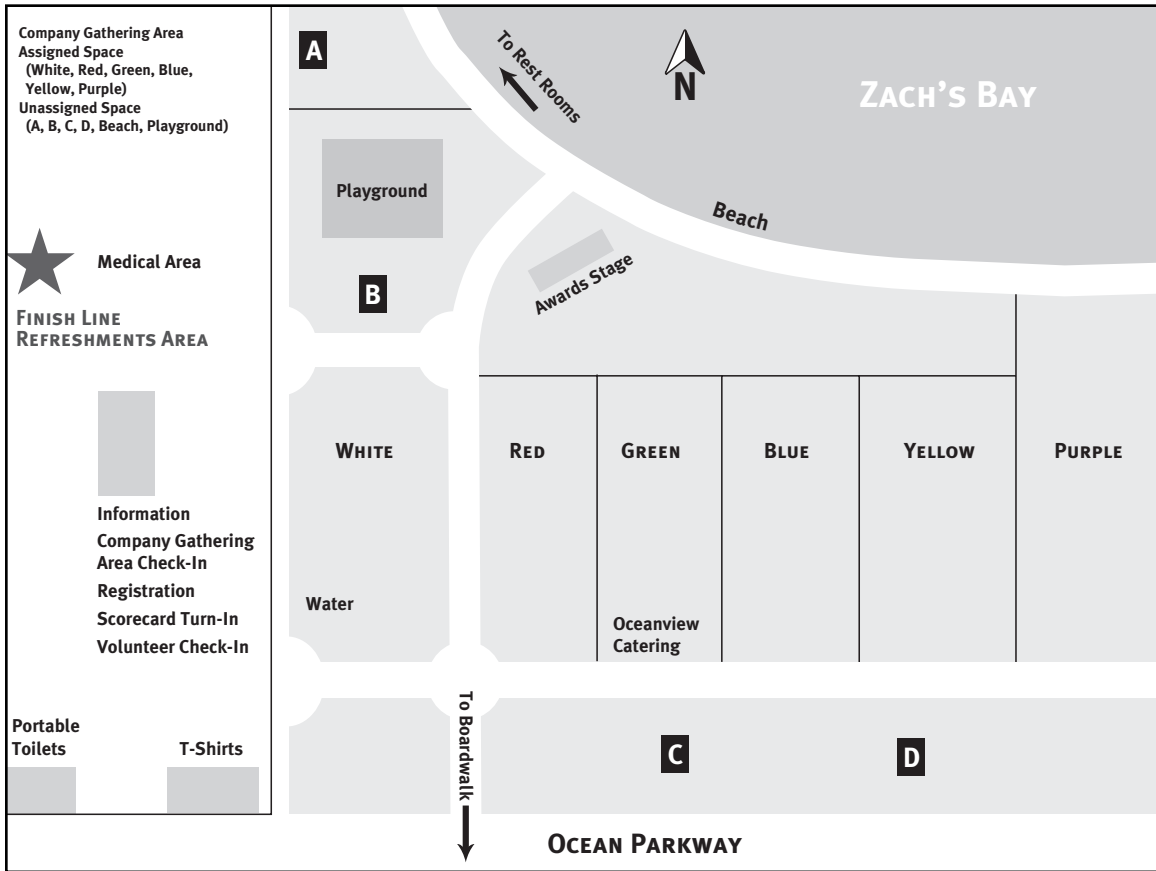 Company Gathering Area
Assigned Space
(White, Red, Green, Blue,
Yellow, Purple)
Unassigned Space
(A, B, C, D, Beach, Playground)
Medical Area
FINISH LINE
REFRESHMENTS AREA
Information
Company Gathering
Area Check-In
Registration
Scorecard Turn-In
Volunteer Check-In
Portable
Toilets
T-Shirts
A
To Rest Rooms
N
ZACH'S BAY
Playground
Beach
B
Awards Stage
WHITE
RED
GREEN
BLUE
YELLOW
PURPLE
Water
Oceanview
Catering
To Boardwalk
C
D
OCEAN PARKWAY